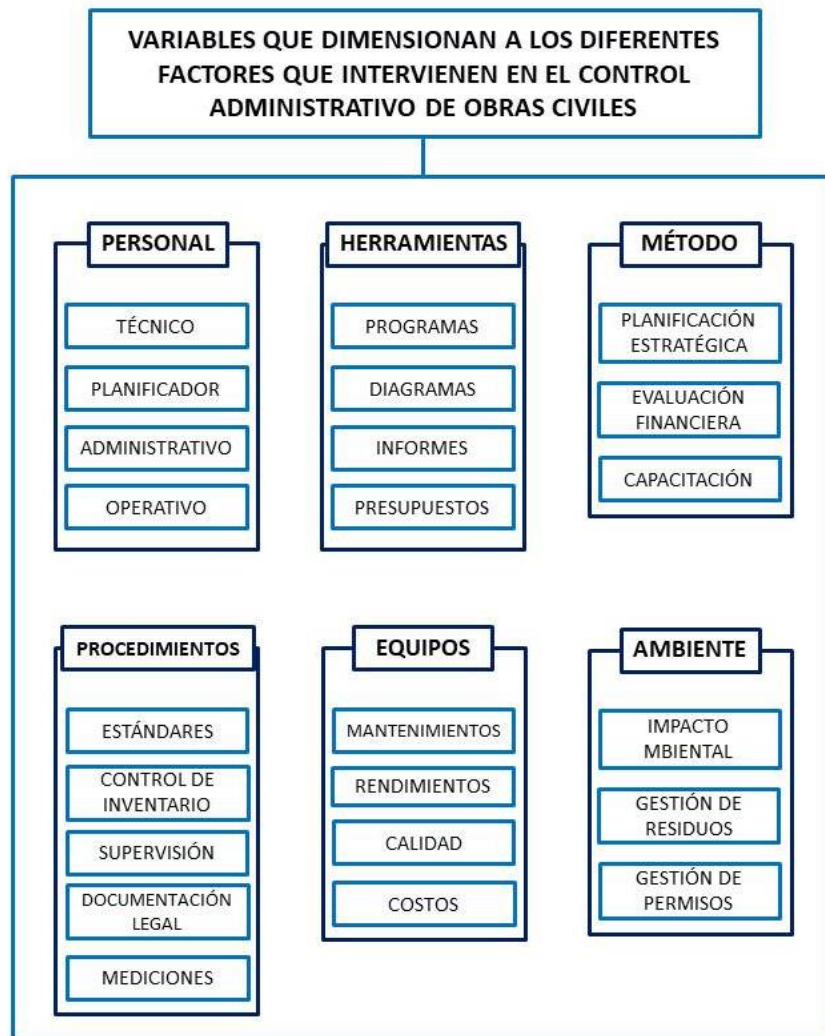 VARIABLES QUE DIMENSIONAN A LOS DIFERENTES
FACTORES QUE INTERVIENEN EN EL CONTROL
ADMINISTRATIVO DE OBRAS CIVILES
PERSONAL
TÉCNICO
PLANIFICADOR
ADMINISTRATIVO
OPERATIVO
HERRAMIENTAS
PROGRAMAS
DIAGRAMAS
INFORMES
PRESUPUESTOS
MÉTODO
PLANIFICACIÓN
ESTRATÉGICA
EVALUACIÓN
FINANCIERA
CAPACITACIÓN
PROCEDIMIENTOS
ESTÁNDARES
CONTROL DE
INVENTARIO
SUPERVISIÓN
DOCUMENTACIÓN
LEGAL
MEDICIONES
EQUIPOS
MANTENIMIENTOS
RENDIMIENTOS
CALIDAD
COSTOS
AMBIENTE
IMPACTO
MBIENTAL
GESTIÓN DE
RESIDUOS
GESTIÓN DE
PERMISOS